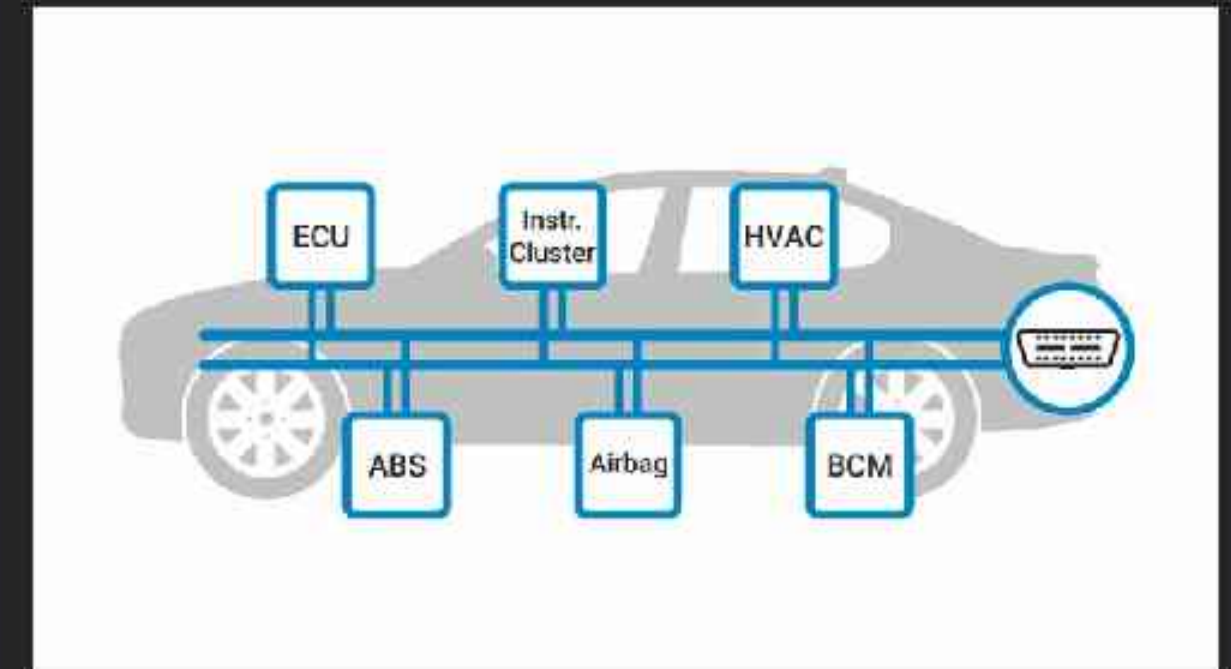 ECU
Instr.
Cluster
HVAC
ABS
Airbag
BCM